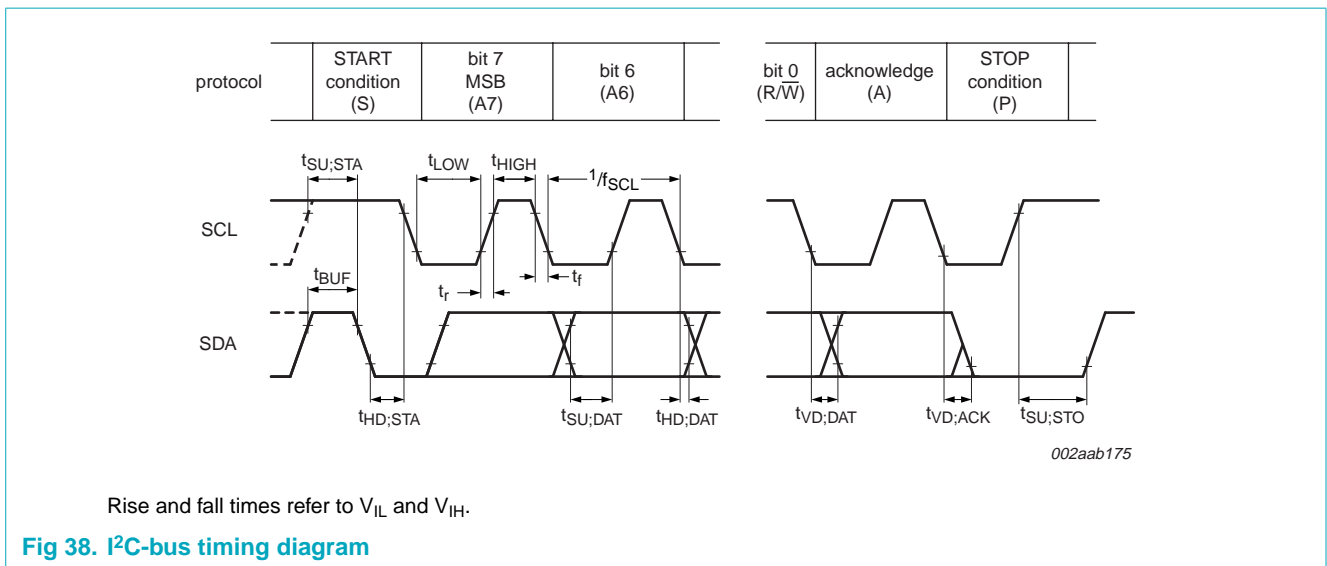 protocol
START condition (S)
bit 7 MSB (A7)
bit 6 (A6)
bit 0 (R/W̅)
acknowledge (A)
STOP condition (P)
tSU;STA
tLOW
tHIGH
1/fSCL
SCL
tBUF
tr
tf
SDA
tHD;STA
tSU;DAT
tHD;DAT
tVD;DAT
tVD;ACK
tSU;STO
002aab175
Rise and fall times refer to VIL and VIH.
Fig 38. I²C-bus timing diagram